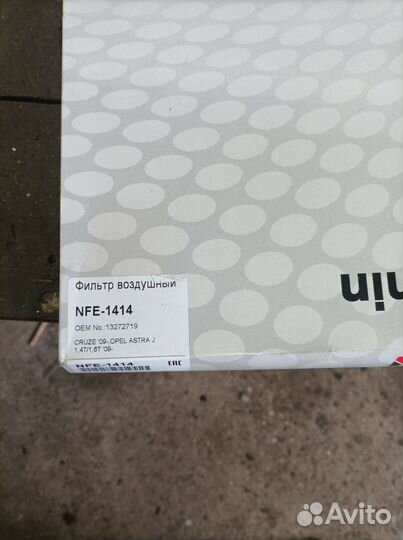 Фильтр воздушный
NFE-1414
OEM No.:13272719
CRUZE '09-,OPEL ASTRA J
1,4T/1,6T '09-
NFE-1414
EAC
min
Avito